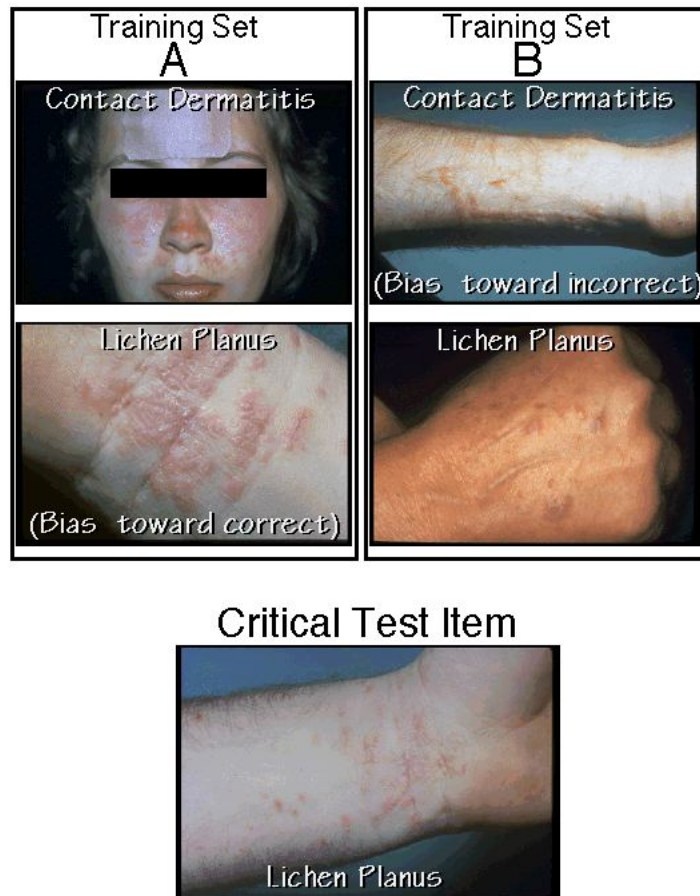 Training Set
A
Contact Dermatitis
Lichen Planus
(Bias toward correct)
Training Set
B
Contact Dermatitis
(Bias toward incorrect)
Lichen Planus
Critical Test Item
Lichen Planus